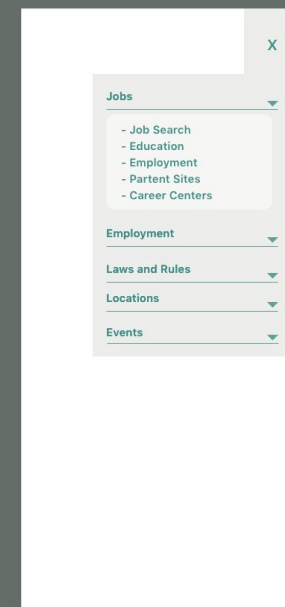 X
Jobs
- Job Search
- Education
- Employment
- Partent Sites
- Career Centers
Employment
Laws and Rules
Locations
Events